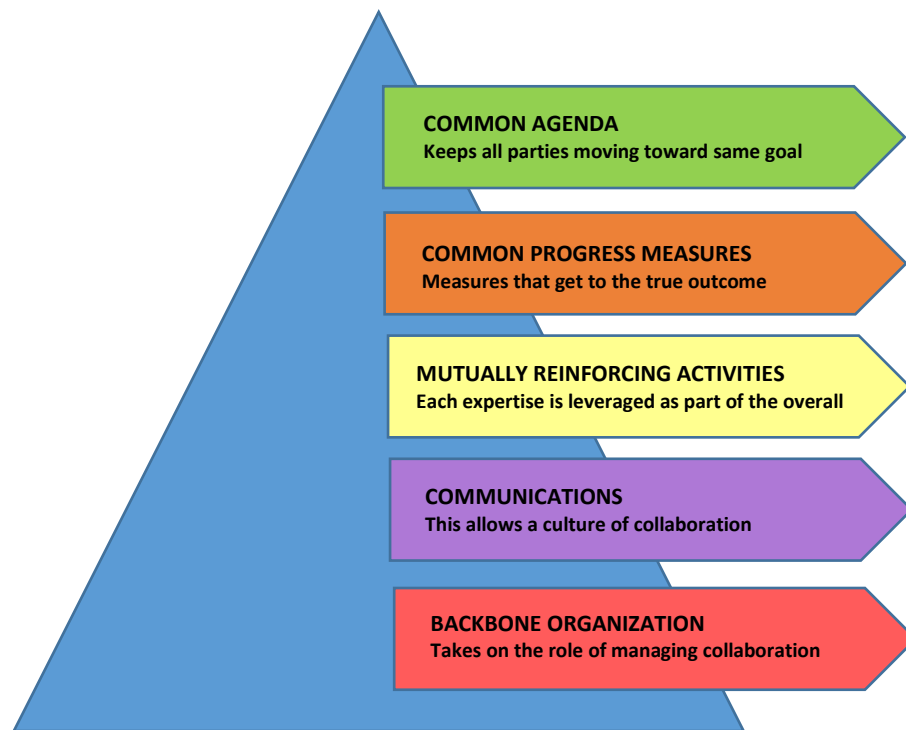 COMMON AGENDA
Keeps all parties moving toward same goal
COMMON PROGRESS MEASURES
Measures that get to the true outcome
MUTUALLY REINFORCING ACTIVITIES
Each expertise is leveraged as part of the overall
COMMUNICATIONS
This allows a culture of collaboration
BACKBONE ORGANIZATION
Takes on the role of managing collaboration